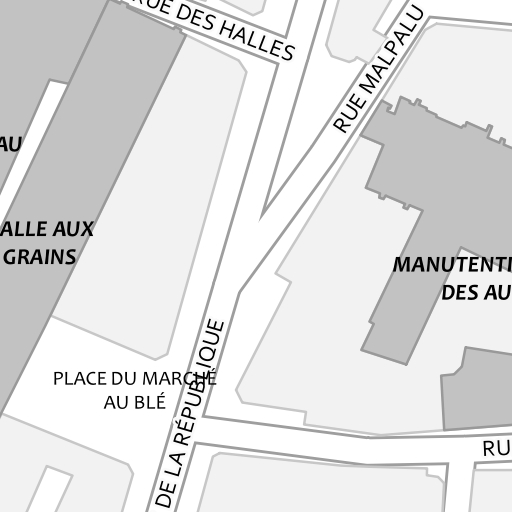 RUE DES HALLES
RUE MALPALU
AU
ALLE AUX
GRAINS
MANUTENT
DES AU
PLACE DU MARCHÉ
AU BLÉ
DE LA RÉPUBLIQUE
RU